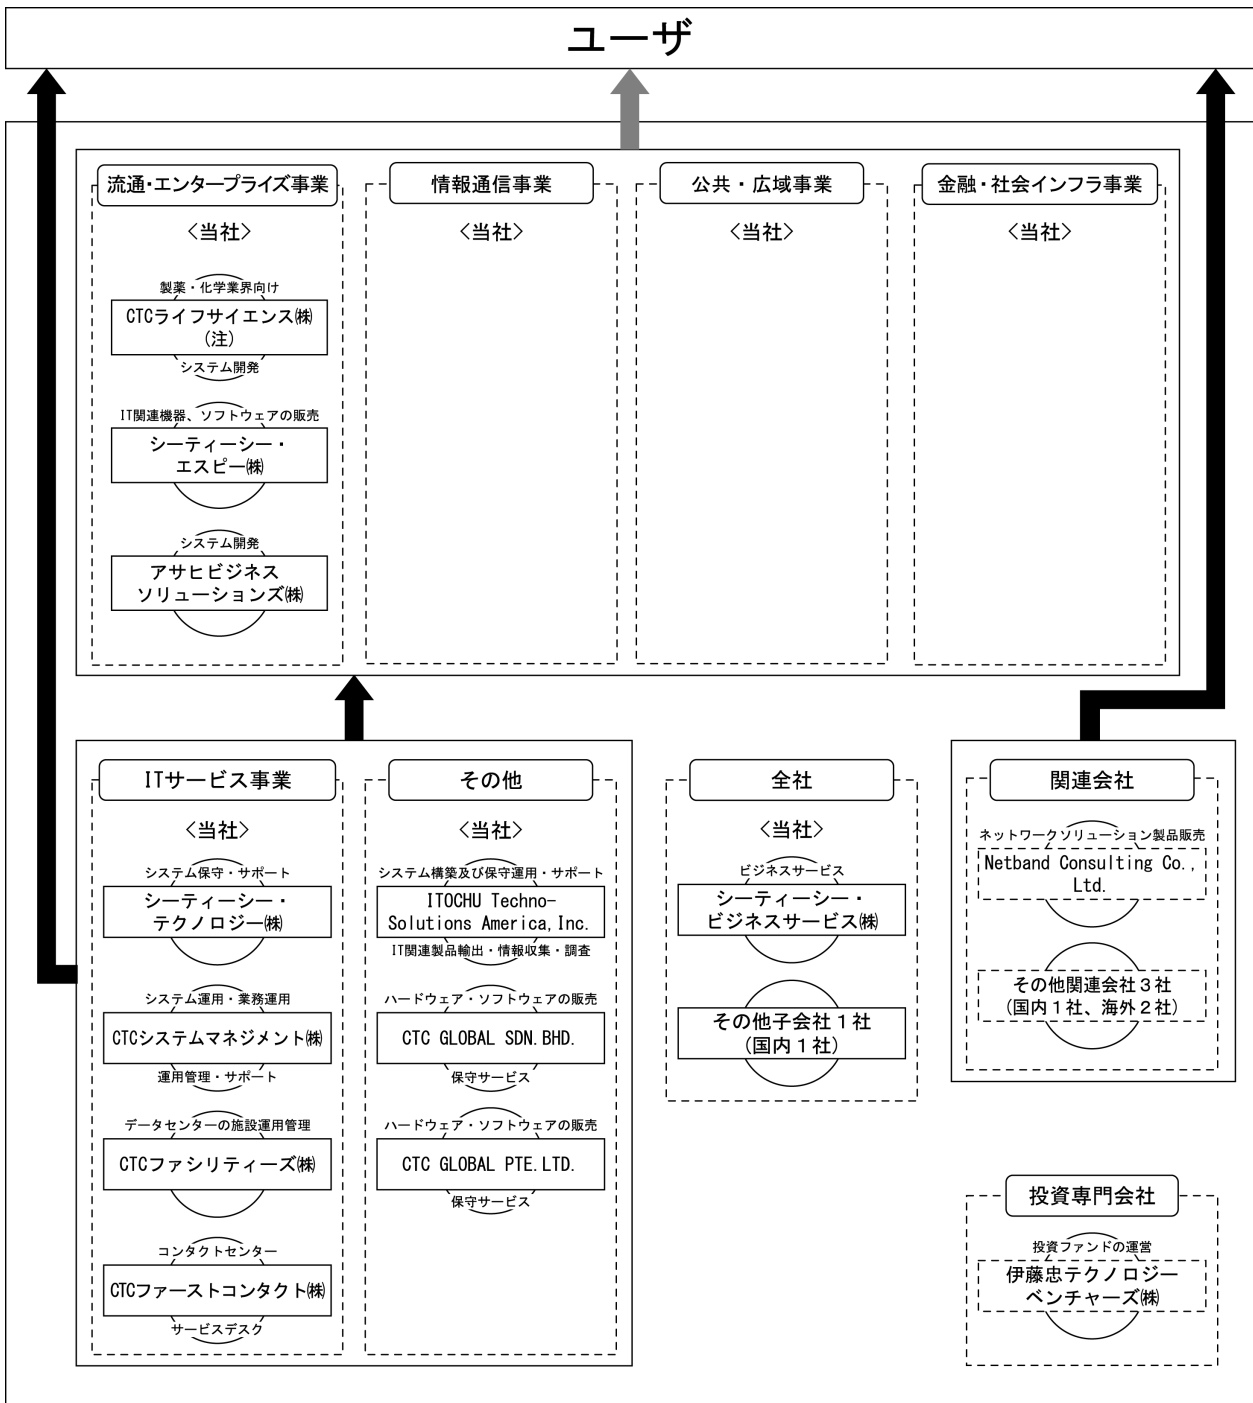 ユーザ
流通・エンタープライズ事業
〈当社〉
製薬・化学業界向け
CTCライフサイエンス㈱
(注)
システム開発
IT関連機器、ソフトウェアの販売
シーティーシー・
エスピー㈱
システム開発
アサヒビジネス
ソリューションズ㈱
情報通信事業
〈当社〉
公共・広域事業
〈当社〉
金融・社会インフラ事業
〈当社〉
ITサービス事業
〈当社〉
システム保守・サポート
シーティーシー・
テクノロジー㈱
システム運用・業務運用
CTCシステムマネジメント㈱
運用管理・サポート
データセンターの施設運用管理
CTCファシリティーズ㈱
コンタクトセンター
CTCファーストコンタクト㈱
サービスデスク
その他
〈当社〉
システム構築及び保守運用・サポート
ITOCHU Techno-
Solutions America,Inc.
IT関連製品輸出・情報収集・調査
ハードウェア・ソフトウェアの販売
CTC GLOBAL SDN.BHD.
保守サービス
ハードウェア・ソフトウェアの販売
CTC GLOBAL PTE.LTD.
保守サービス
全社
〈当社〉
ビジネスサービス
シーティーシー・
ビジネスサービス㈱
その他子会社１社
(国内１社)
関連会社
ネットワークソリューション製品販売
Netband Consulting Co.,
Ltd.
その他関連会社３社
(国内１社、海外２社)
投資専門会社
投資ファンドの運営
伊藤忠テクノロジー
ベンチャーズ㈱